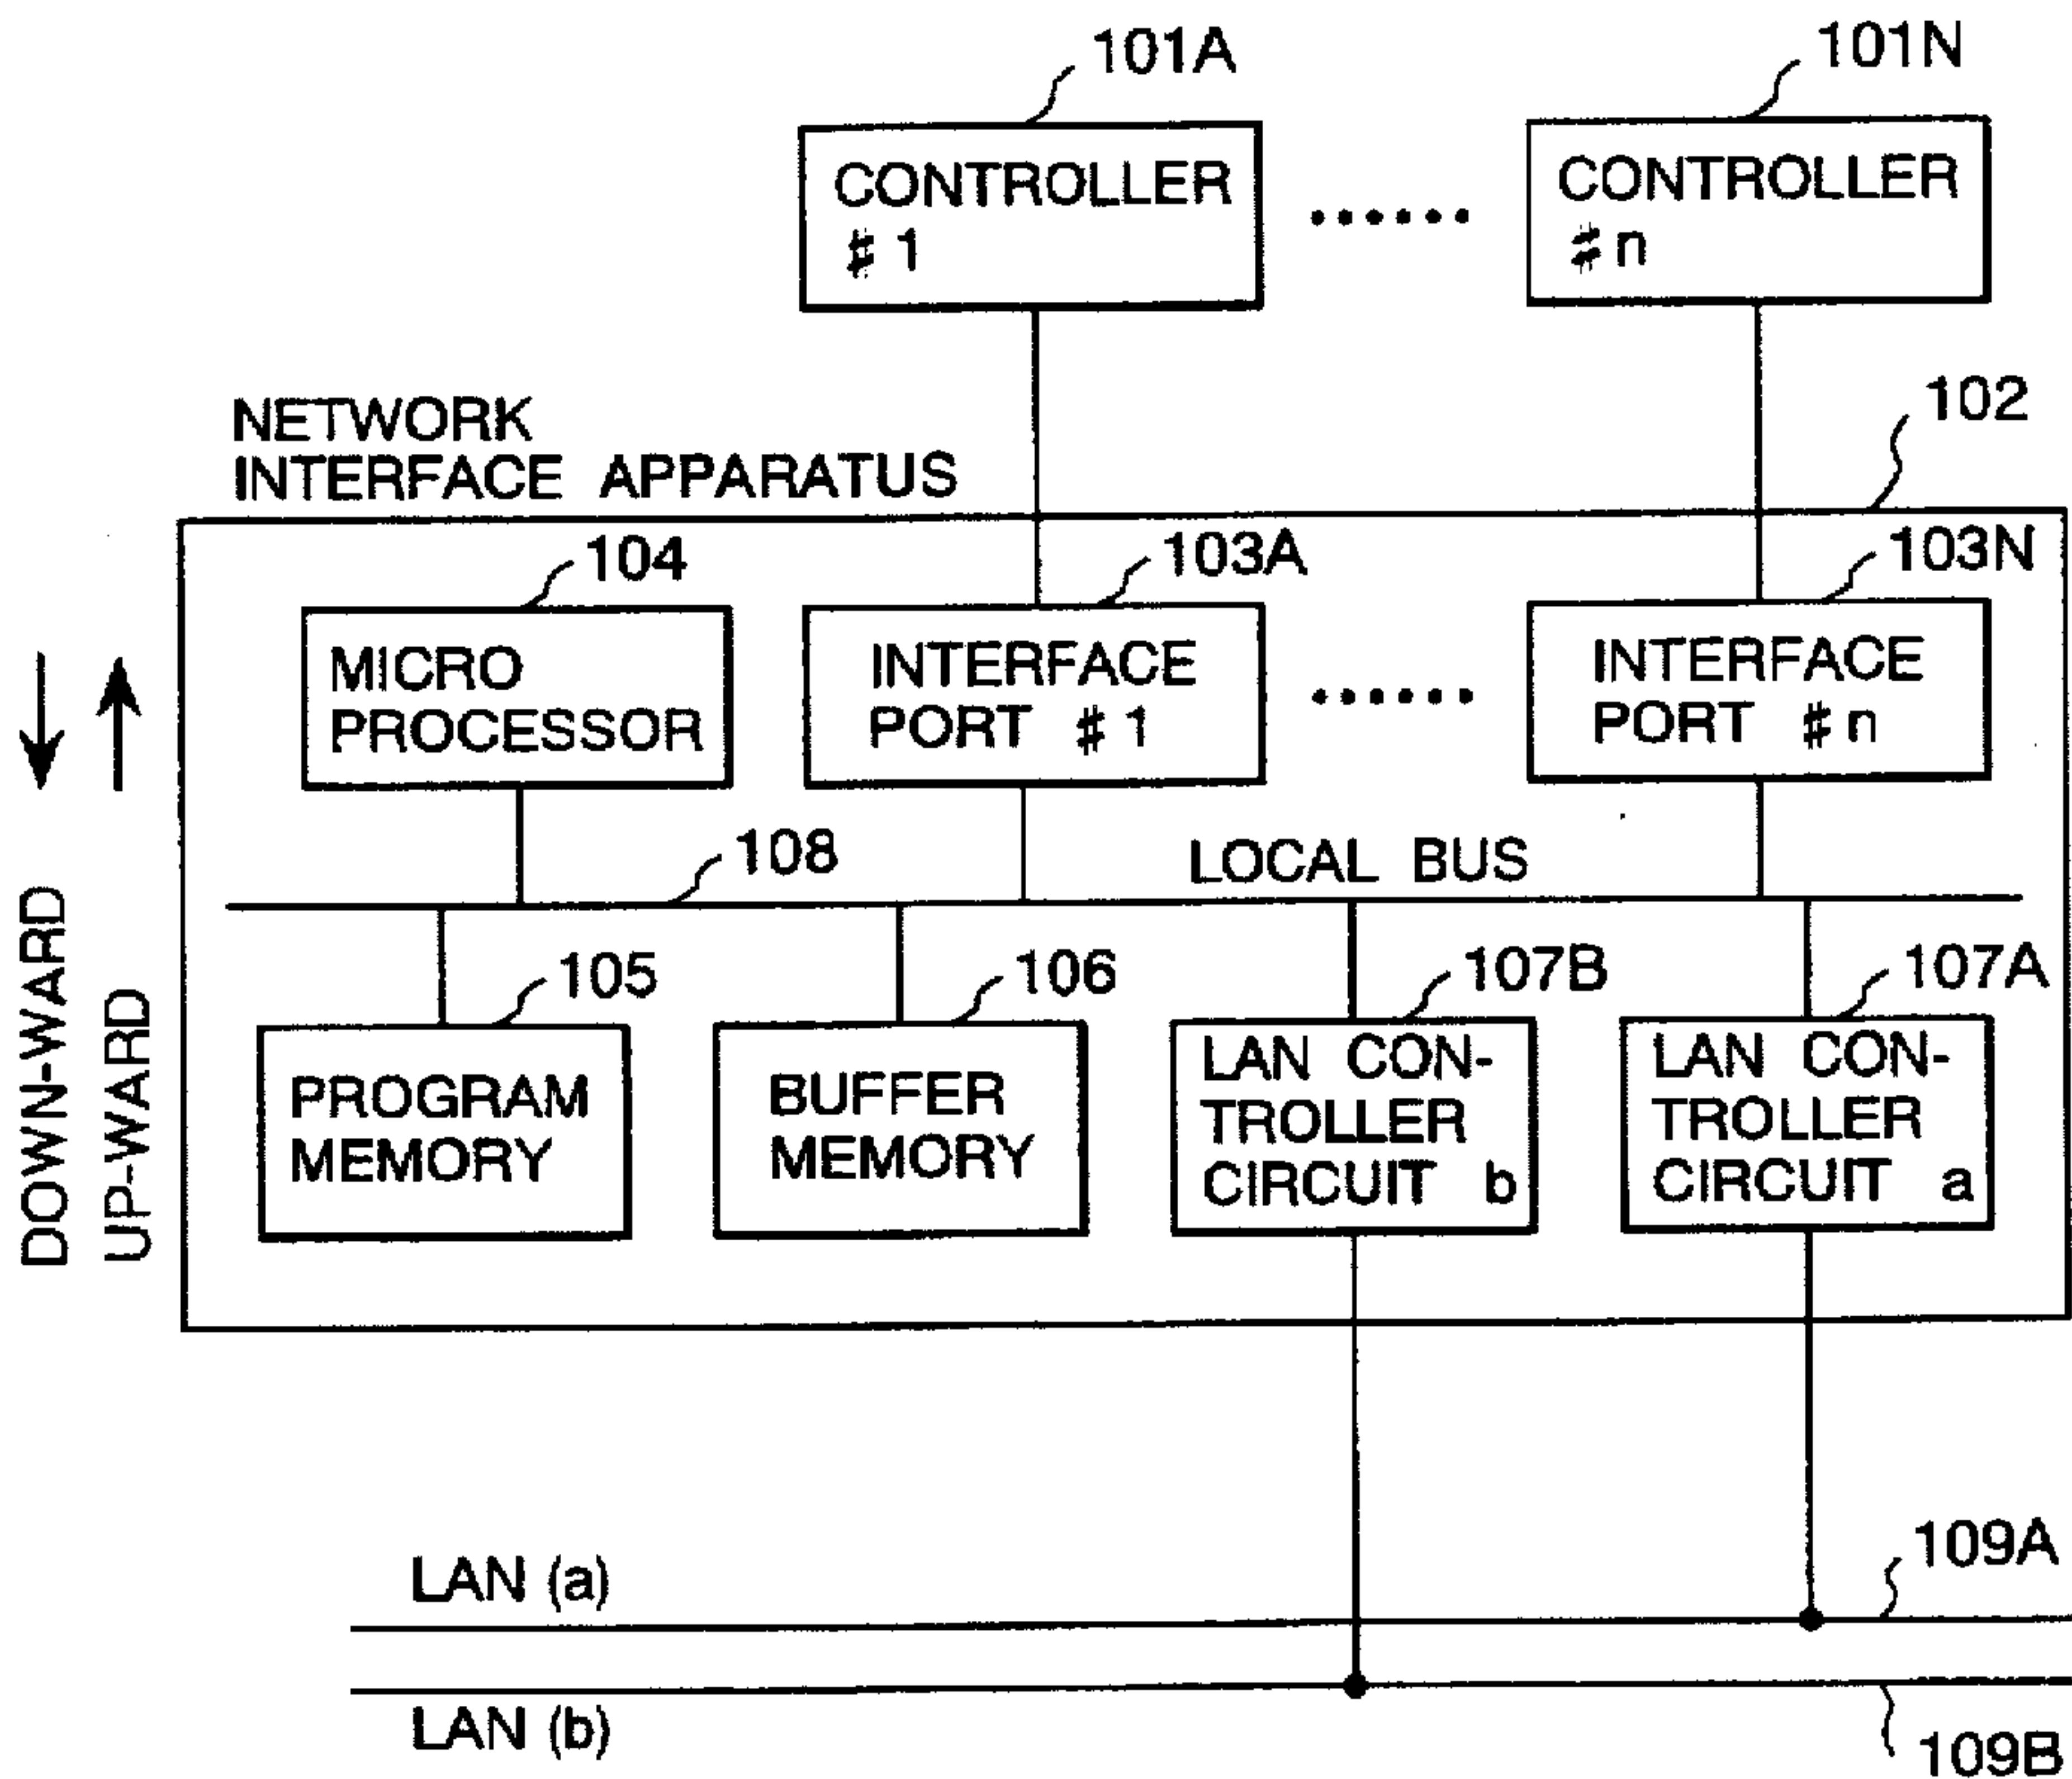 101A
101N
CONTROLLER
#1
......
CONTROLLER
#n
NETWORK
INTERFACE APPARATUS
102
104
103A
103N
MICRO
PROCESSOR
INTERFACE
PORT #1
......
INTERFACE
PORT #n
DOWN-WARD
UP-WARD
108
LOCAL BUS
105
106
107B
107A
PROGRAM
MEMORY
BUFFER
MEMORY
LAN CON-
TROLLER
CIRCUIT b
LAN CON-
TROLLER
CIRCUIT a
LAN (a)
109A
LAN (b)
109B